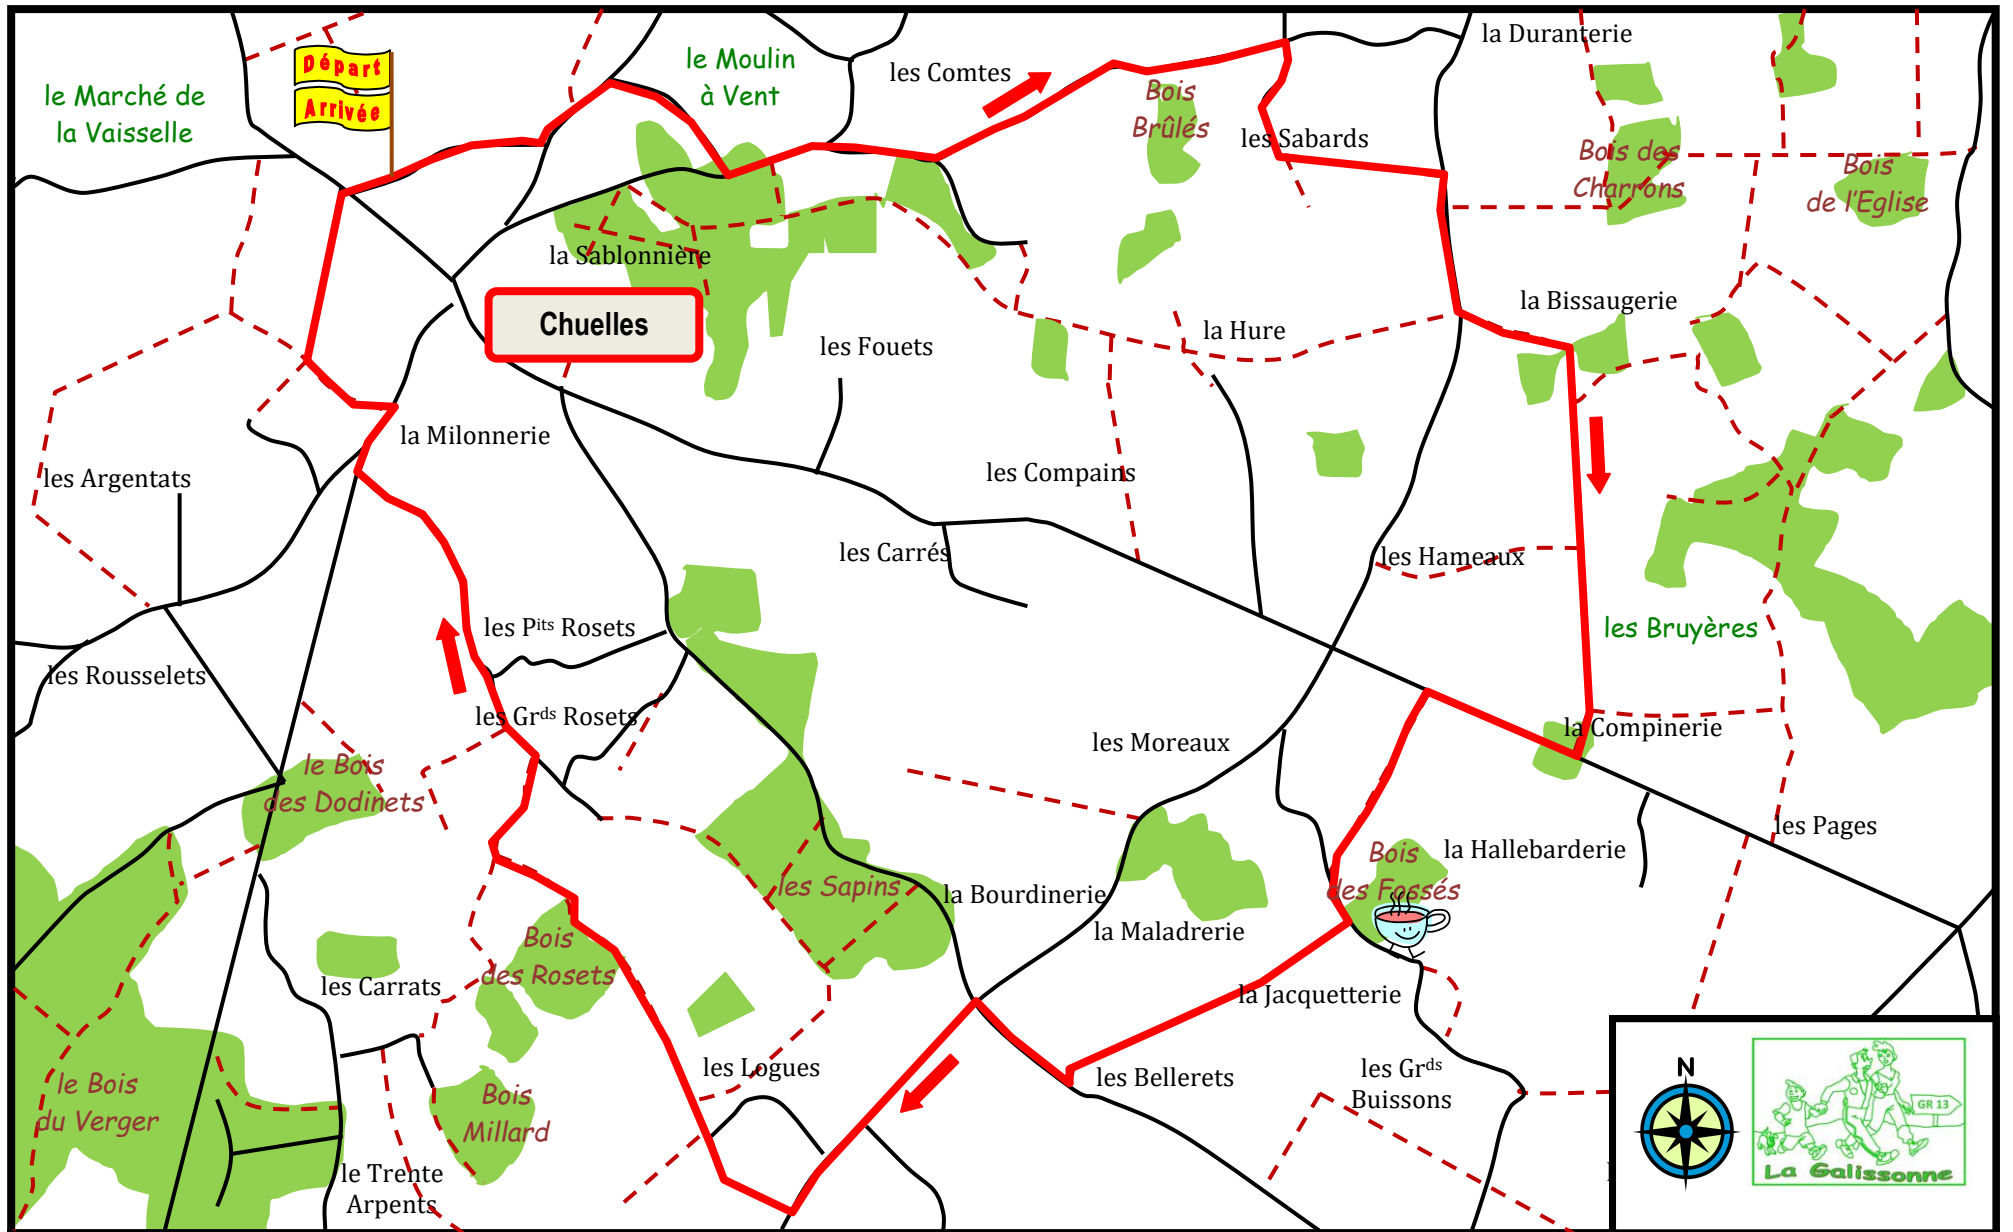 la Duranterie
Départ
Arrivée
le Moulin
à Vent
les Comtes
le Marché de
la Vaisselle
Bois
Brûlés
les Sabards
Bois des
Charrons
Bois
de l'Eglise
la Sablonnière
Chuelles
la Bissaugerie
la Hure
les Fouets
la Milonnerie
les Argentats
les Compains
les Carrés
les Hameaux
les Pits Rosets
les Bruyères
les Rousselets
les Grds Rosets
la Compinerie
les Moreaux
le Bois
des Dodinets
les Pages
Bois
des Fossés
la Hallebarderie
les Sapins
la Bourdinerie
la Maladrerie
Bois
des Rosets
les Carrats
la Jacquetterie
les Logues
les Bellerets
les Grds
Buissons
le Bois
du Verger
Bois
Millard
le Trente
Arpents
N
GR 13
La Galissonne